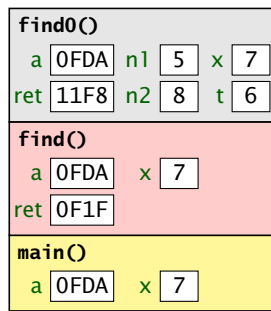 find0()
a 0FDA n1 5 x 7
ret 11F8 n2 8 t 6
find()
a 0FDA x 7
ret 0F1F
main()
a 0FDA x 7